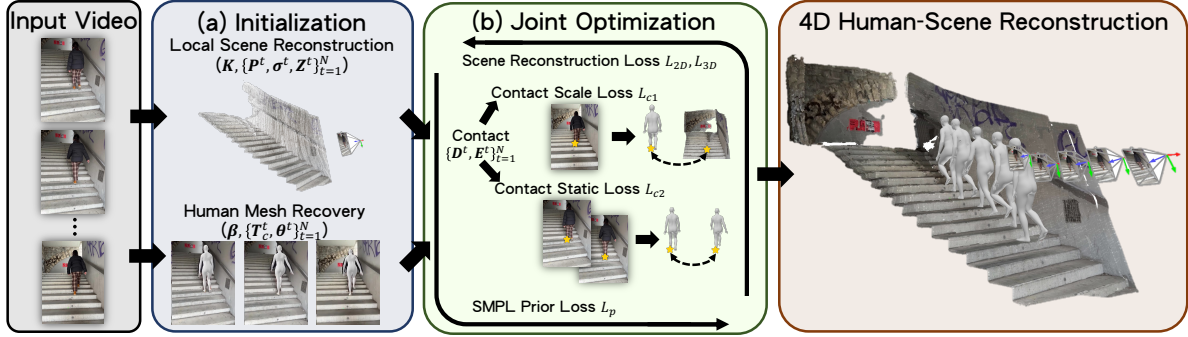 Input Video
(a) Initialization
Local Scene Reconstruction
(K, {P^t, σ^t, Z^t}_{t=1}^N)
Human Mesh Recovery
(β, {T_c^t, θ^t}_{t=1}^N)
(b) Joint Optimization
Scene Reconstruction Loss L_{2D}, L_{3D}
Contact Scale Loss L_{c1}
Contact
{D^t, E^t}_{t=1}^N
Contact Static Loss L_{c2}
SMPL Prior Loss L_p
4D Human-Scene Reconstruction